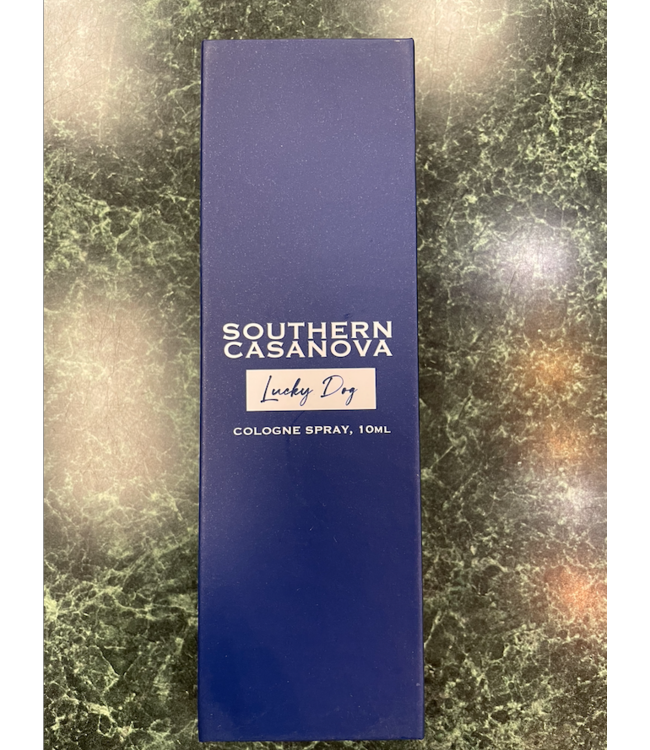 SOUTHERN
CASANOVA
Lucky Dog
COLOGNE SPRAY, 10ML